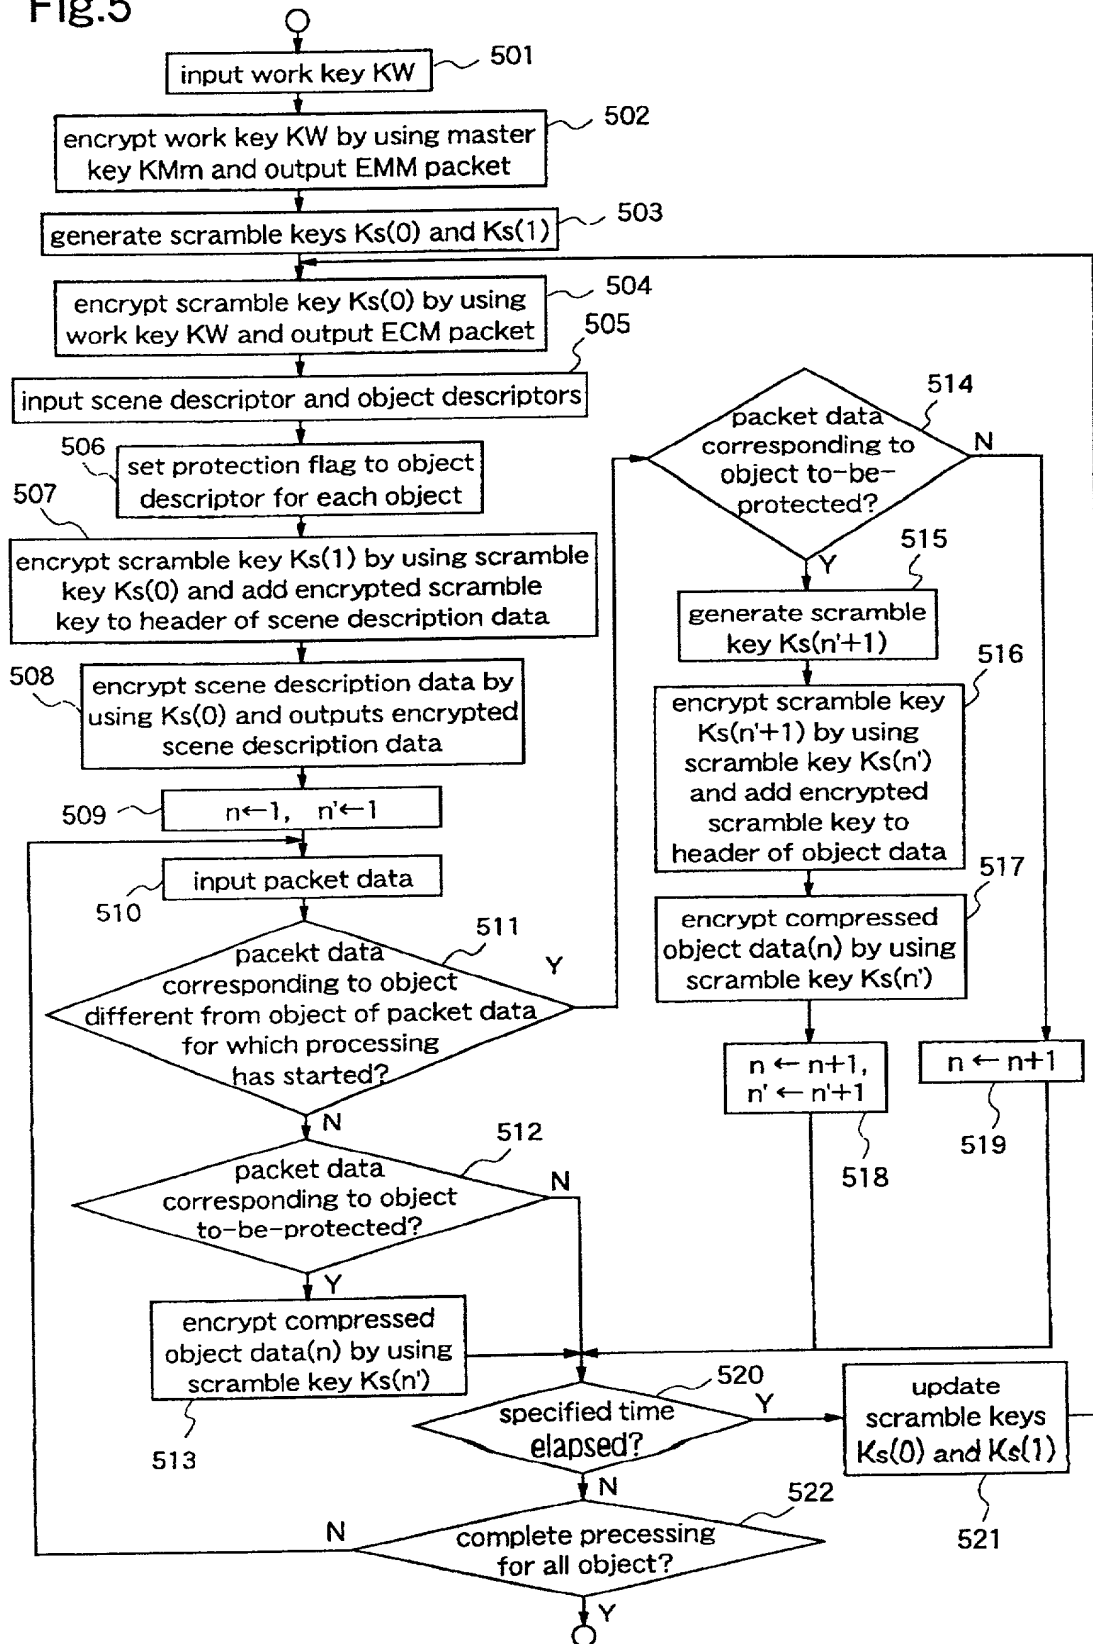 Fig.5
input work key KW
501
encrypt work key KW by using master
key KMm and output EMM packet
502
generate scramble keys Ks(0) and Ks(1)
503
encrypt scramble key Ks(0) by using
work key KW and output ECM packet
504
input scene descriptor and object descriptors
505
set protection flag to object
descriptor for each object
506
encrypt scramble key Ks(1) by using scramble
key Ks(0) and add encrypted scramble
key to header of scene description data
507
encrypt scene description data by
using Ks(0) and outputs encrypted
scene description data
508
n←1, n'←1
509
input packet data
510
pacekt data
corresponding to object
different from object of packet data
for which processing
has started?
511
Y
N
packet data
corresponding to object
to-be-protected?
512
N
Y
encrypt compressed
object data(n) by using
scramble key Ks(n')
513
packet data
corresponding to
object to-be-
protected?
514
N
Y
generate scramble
key Ks(n'+1)
515
encrypt scramble key
Ks(n'+1) by using
scramble key Ks(n')
and add encrypted
scramble key to
header of object data
516
encrypt compressed
object data(n) by using
scramble key Ks(n')
517
n ← n+1,
n' ← n'+1
518
n ← n+1
519
specified time
elapsed?
520
Y
N
update
scramble keys
Ks(0) and Ks(1)
521
complete precessing
for all object?
522
N
Y